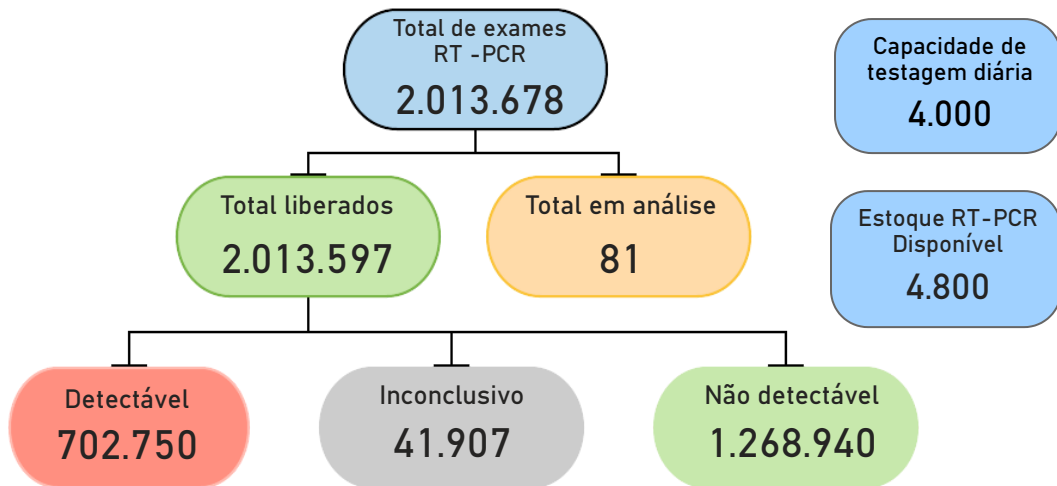 Total de exames
RT -PCR
2.013.678
Capacidade de
testagem diária
4.000
Total liberados
2.013.597
Total em análise
81
Estoque RT-PCR
Disponível
4.800
Detectável
702.750
Inconclusivo
41.907
Não detectável
1.268.940